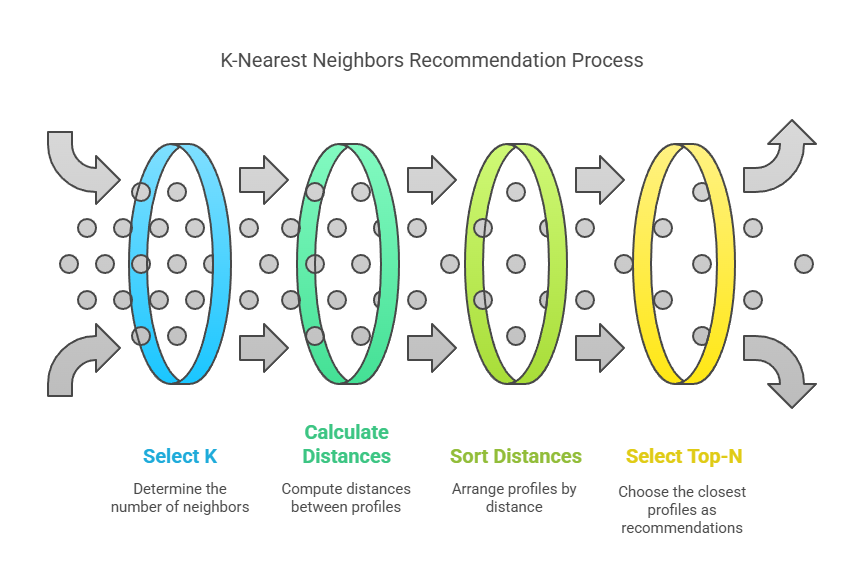 K-Nearest Neighbors Recommendation Process
Select K
Determine the
number of neighbors
Calculate
Distances
Compute distances
between profiles
Sort Distances
Arrange profiles by
distance
Select Top-N
Choose the closest
profiles as
recommendations